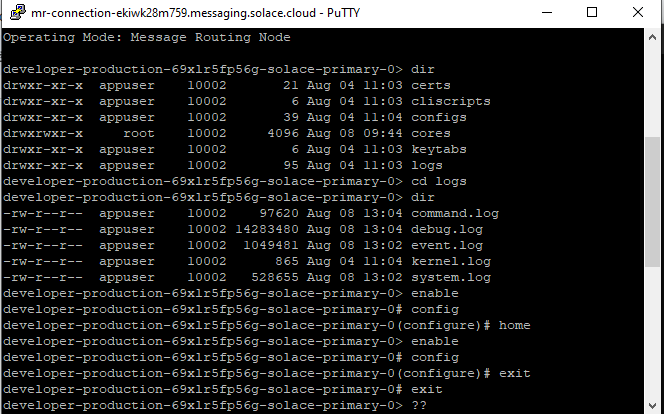 mr-connection-ekiwk28m759.messaging.solace.cloud - PuTTY
Operating Mode: Message Routing Node
developer-production-69xlr5fp56g-solace-primary-0> dir
drwxr-xr-x  appuser    10002       21 Aug 04 11:03 certs
drwxr-xr-x  appuser    10002        6 Aug 04 11:03 cliscripts
drwxr-xr-x  appuser    10002       39 Aug 04 11:04 configs
drwxrwxr-x     root    10002     4096 Aug 08 09:44 cores
drwxr-xr-x  appuser    10002        6 Aug 04 11:03 keytabs
drwxr-xr-x  appuser    10002       95 Aug 04 11:03 logs
developer-production-69xlr5fp56g-solace-primary-0> cd logs
developer-production-69xlr5fp56g-solace-primary-0> dir
-rw-r--r--  appuser    10002    97620 Aug 08 13:04 command.log
-rw-r--r--  appuser    10002 14283480 Aug 08 13:04 debug.log
-rw-r--r--  appuser    10002  1049481 Aug 08 13:02 event.log
-rw-r--r--  appuser    10002      865 Aug 04 11:04 kernel.log
-rw-r--r--  appuser    10002   528655 Aug 08 13:02 system.log
developer-production-69xlr5fp56g-solace-primary-0> enable
developer-production-69xlr5fp56g-solace-primary-0# config
developer-production-69xlr5fp56g-solace-primary-0(configure)# home
developer-production-69xlr5fp56g-solace-primary-0> enable
developer-production-69xlr5fp56g-solace-primary-0# config
developer-production-69xlr5fp56g-solace-primary-0(configure)# exit
developer-production-69xlr5fp56g-solace-primary-0# exit
developer-production-69xlr5fp56g-solace-primary-0> ??